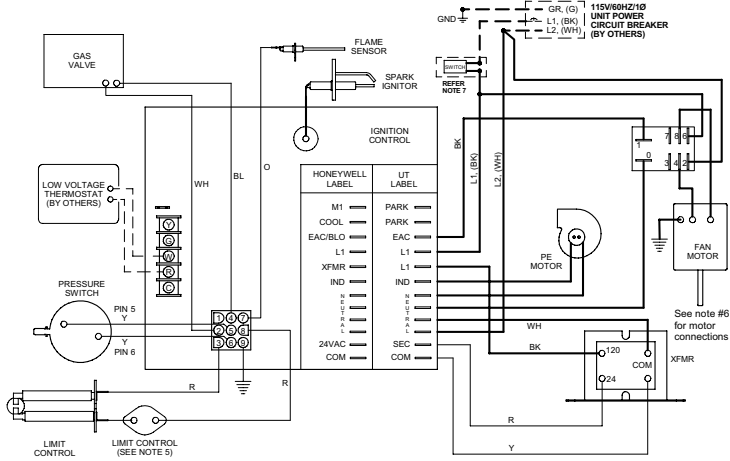 GR, (G)
GND
L1, (BK)
L2, (WH)
115V/60HZ/1Ø
UNIT POWER
CIRCUIT BREAKER
(BY OTHERS)
GAS
VALVE
FLAME
SENSOR
SPARK
IGNITOR
SWITCH
REFER
NOTE 7
IGNITION
CONTROL
WH
BL
O
BK
L1, (BK)
L2, (WH)
7 8 6
1
0
3 4 2
HONEYWELL
LABEL
UT
LABEL
M1
PARK
COOL
PARK
EAC/BLO
EAC
L1
L1
XFMR
L1
IND
IND
NEUTRAL
NEUTRAL
24VAC
SEC
COM
COM
LOW VOLTAGE
THERMOSTAT
(BY OTHERS)
Y
G
W
R
C
PE
MOTOR
FAN
MOTOR
See note #6
for motor
connections
PRESSURE
SWITCH
PIN 5
Y
Y
PIN 6
1 4 7
2 5 8
3 6 9
WH
BK
120
COM
24
XFMR
R
R
R
Y
LIMIT
CONTROL
LIMIT CONTROL
(SEE NOTE 5)